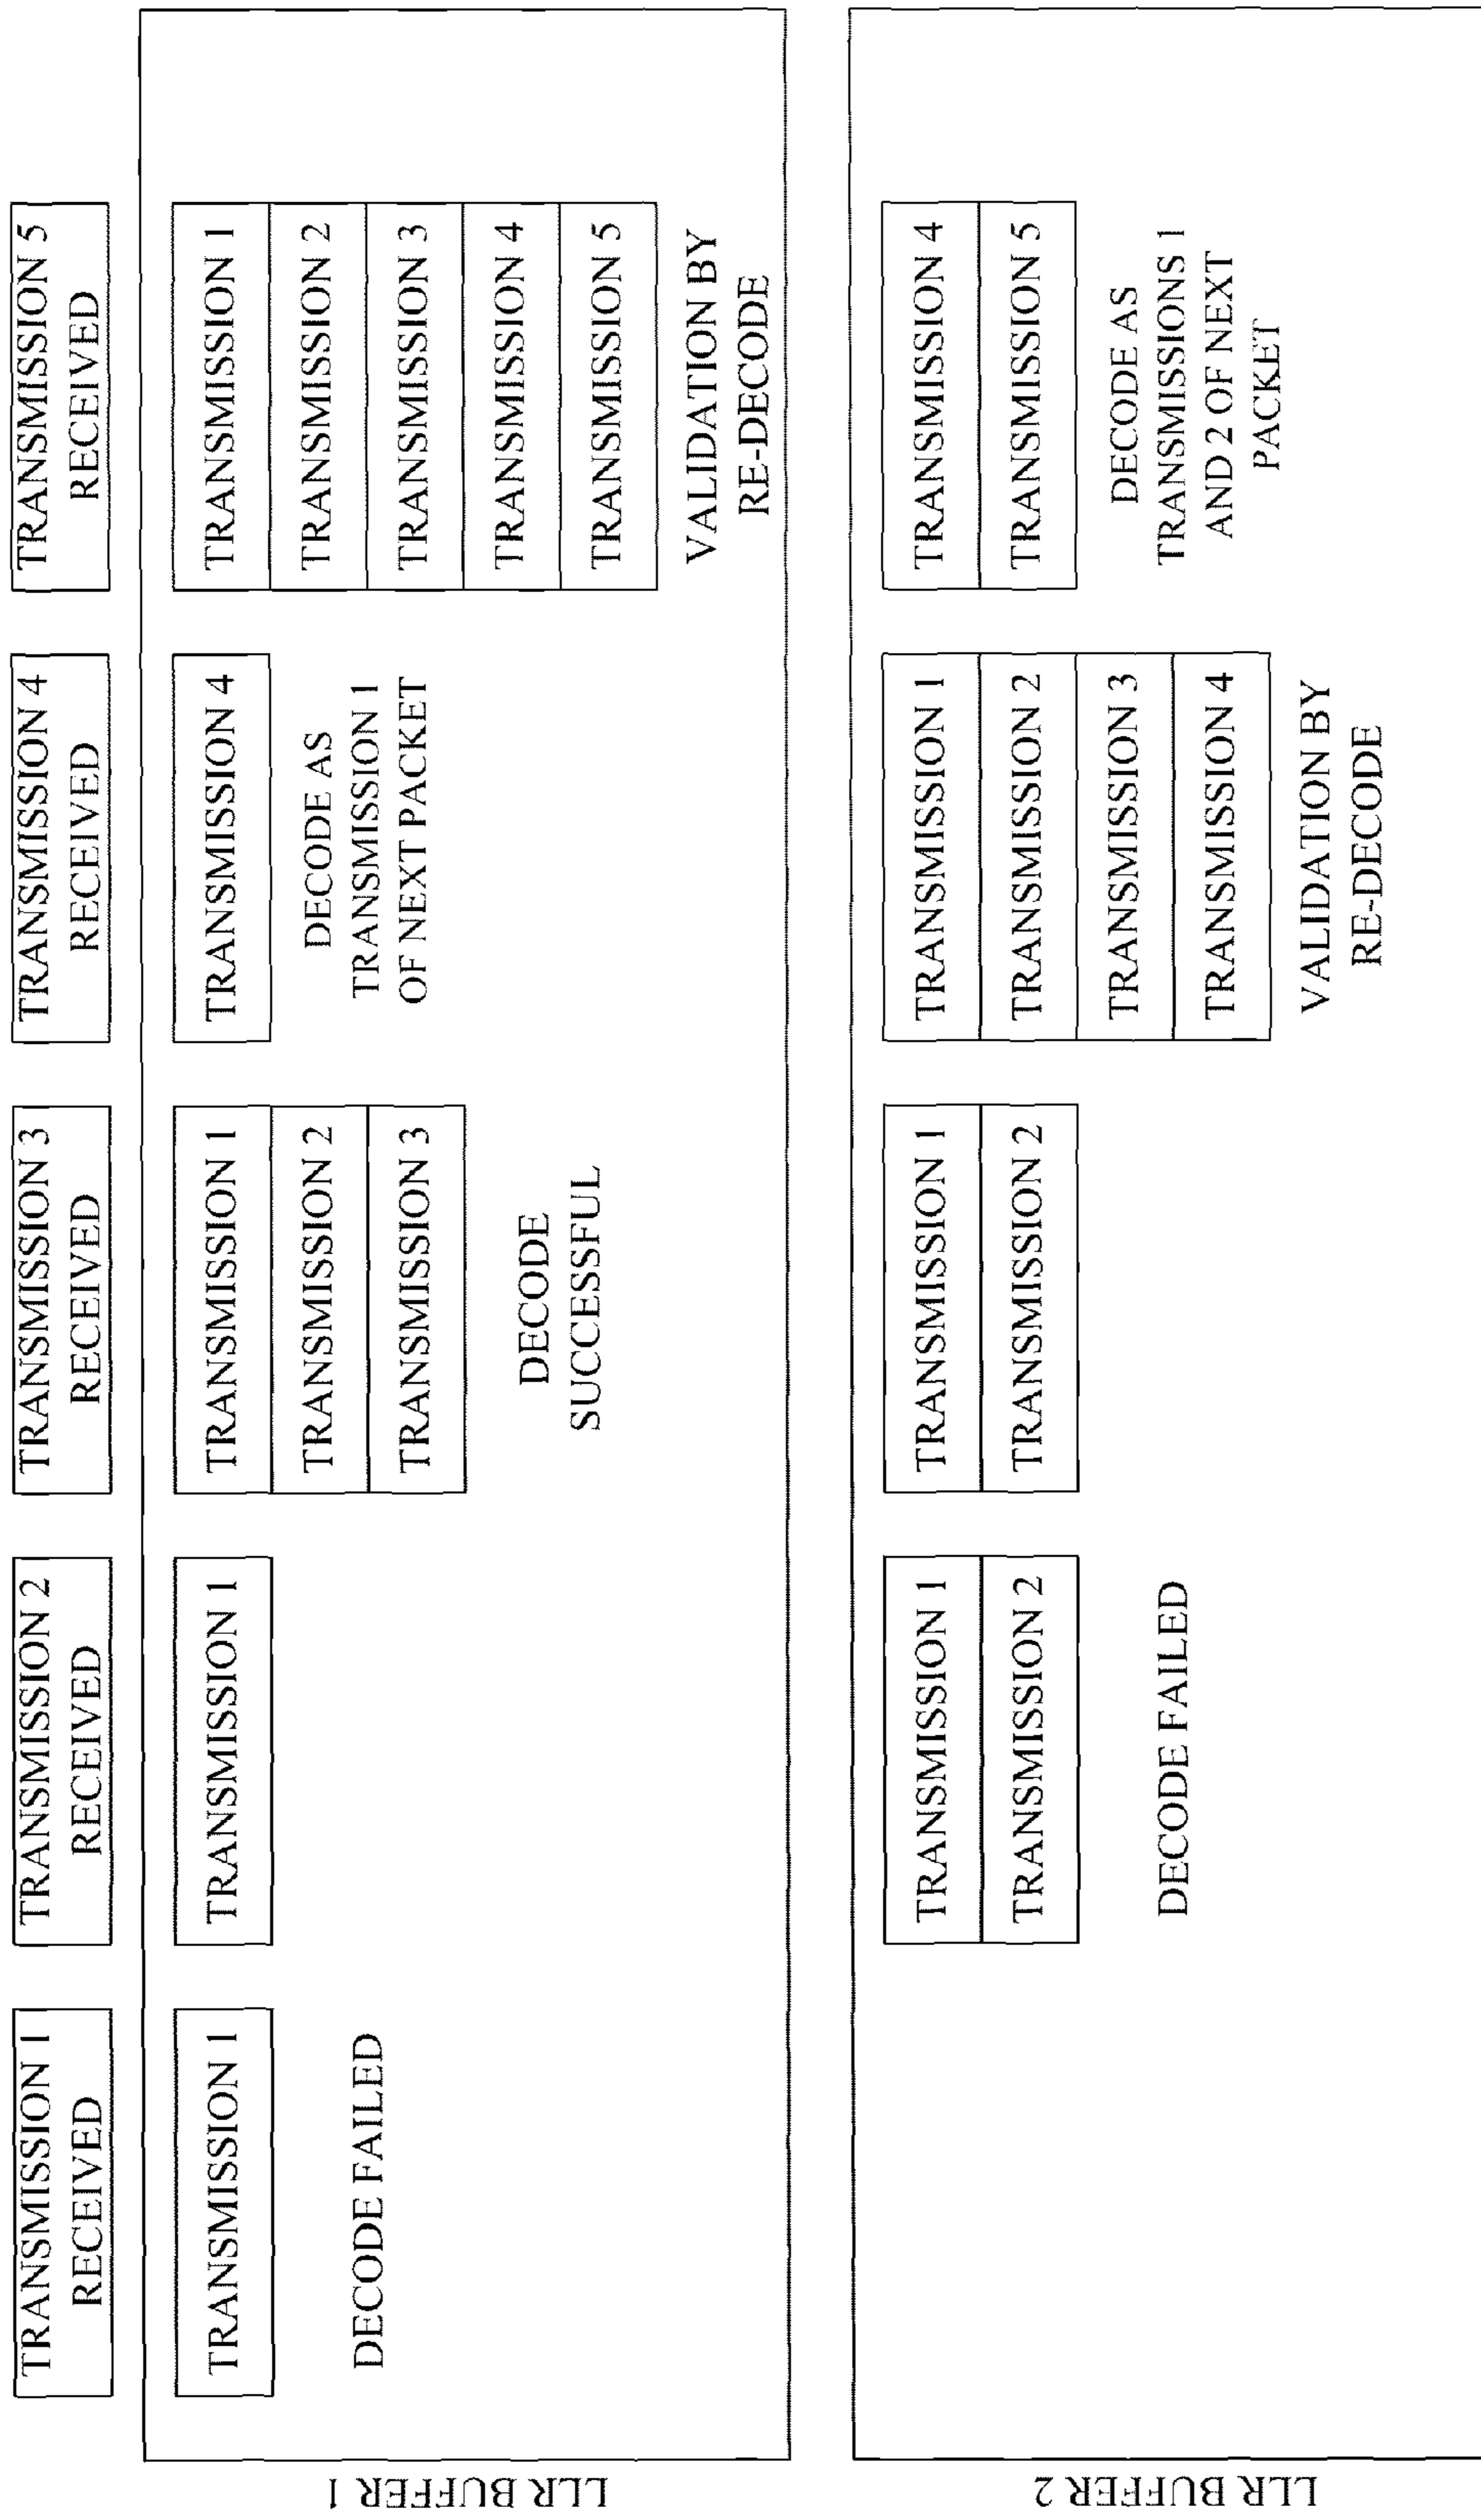 TRANSMISSION 1
RECEIVED
TRANSMISSION 2
RECEIVED
TRANSMISSION 3
RECEIVED
TRANSMISSION 4
RECEIVED
TRANSMISSION 5
RECEIVED
LLR BUFFER 1
TRANSMISSION 1
DECODE FAILED
TRANSMISSION 1
TRANSMISSION 1
TRANSMISSION 2
TRANSMISSION 3
DECODE
SUCCESSFUL
TRANSMISSION 4
DECODE AS
TRANSMISSION 1
OF NEXT PACKET
TRANSMISSION 1
TRANSMISSION 2
TRANSMISSION 3
TRANSMISSION 4
TRANSMISSION 5
VALIDATION BY
RE-DECODE
LLR BUFFER 2
TRANSMISSION 1
TRANSMISSION 2
DECODE FAILED
TRANSMISSION 1
TRANSMISSION 2
TRANSMISSION 1
TRANSMISSION 2
TRANSMISSION 3
TRANSMISSION 4
VALIDATION BY
RE-DECODE
TRANSMISSION 4
TRANSMISSION 5
DECODE AS
TRANSMISSIONS 1
AND 2 OF NEXT
PACKET